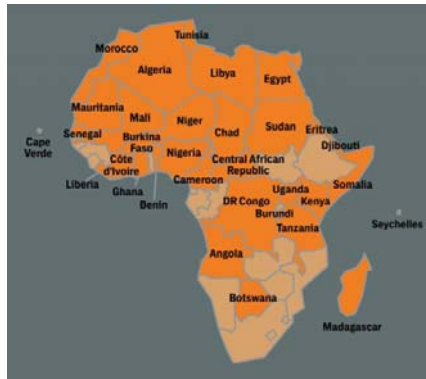 Tunisia
Morocco
Algeria
Libya
Egypt
Mauritania
Mali
Niger
Chad
Sudan
Eritrea
Cape
Verde
Senegal
Burkina
Faso
Djibouti
Côte
d'Ivoire
Nigeria
Central African
Republic
Liberia
Ghana
Benin
Cameroon
Somalia
Uganda
DR Congo
Kenya
Burundi
Tanzania
Seychelles
Angola
Botswana
Madagascar